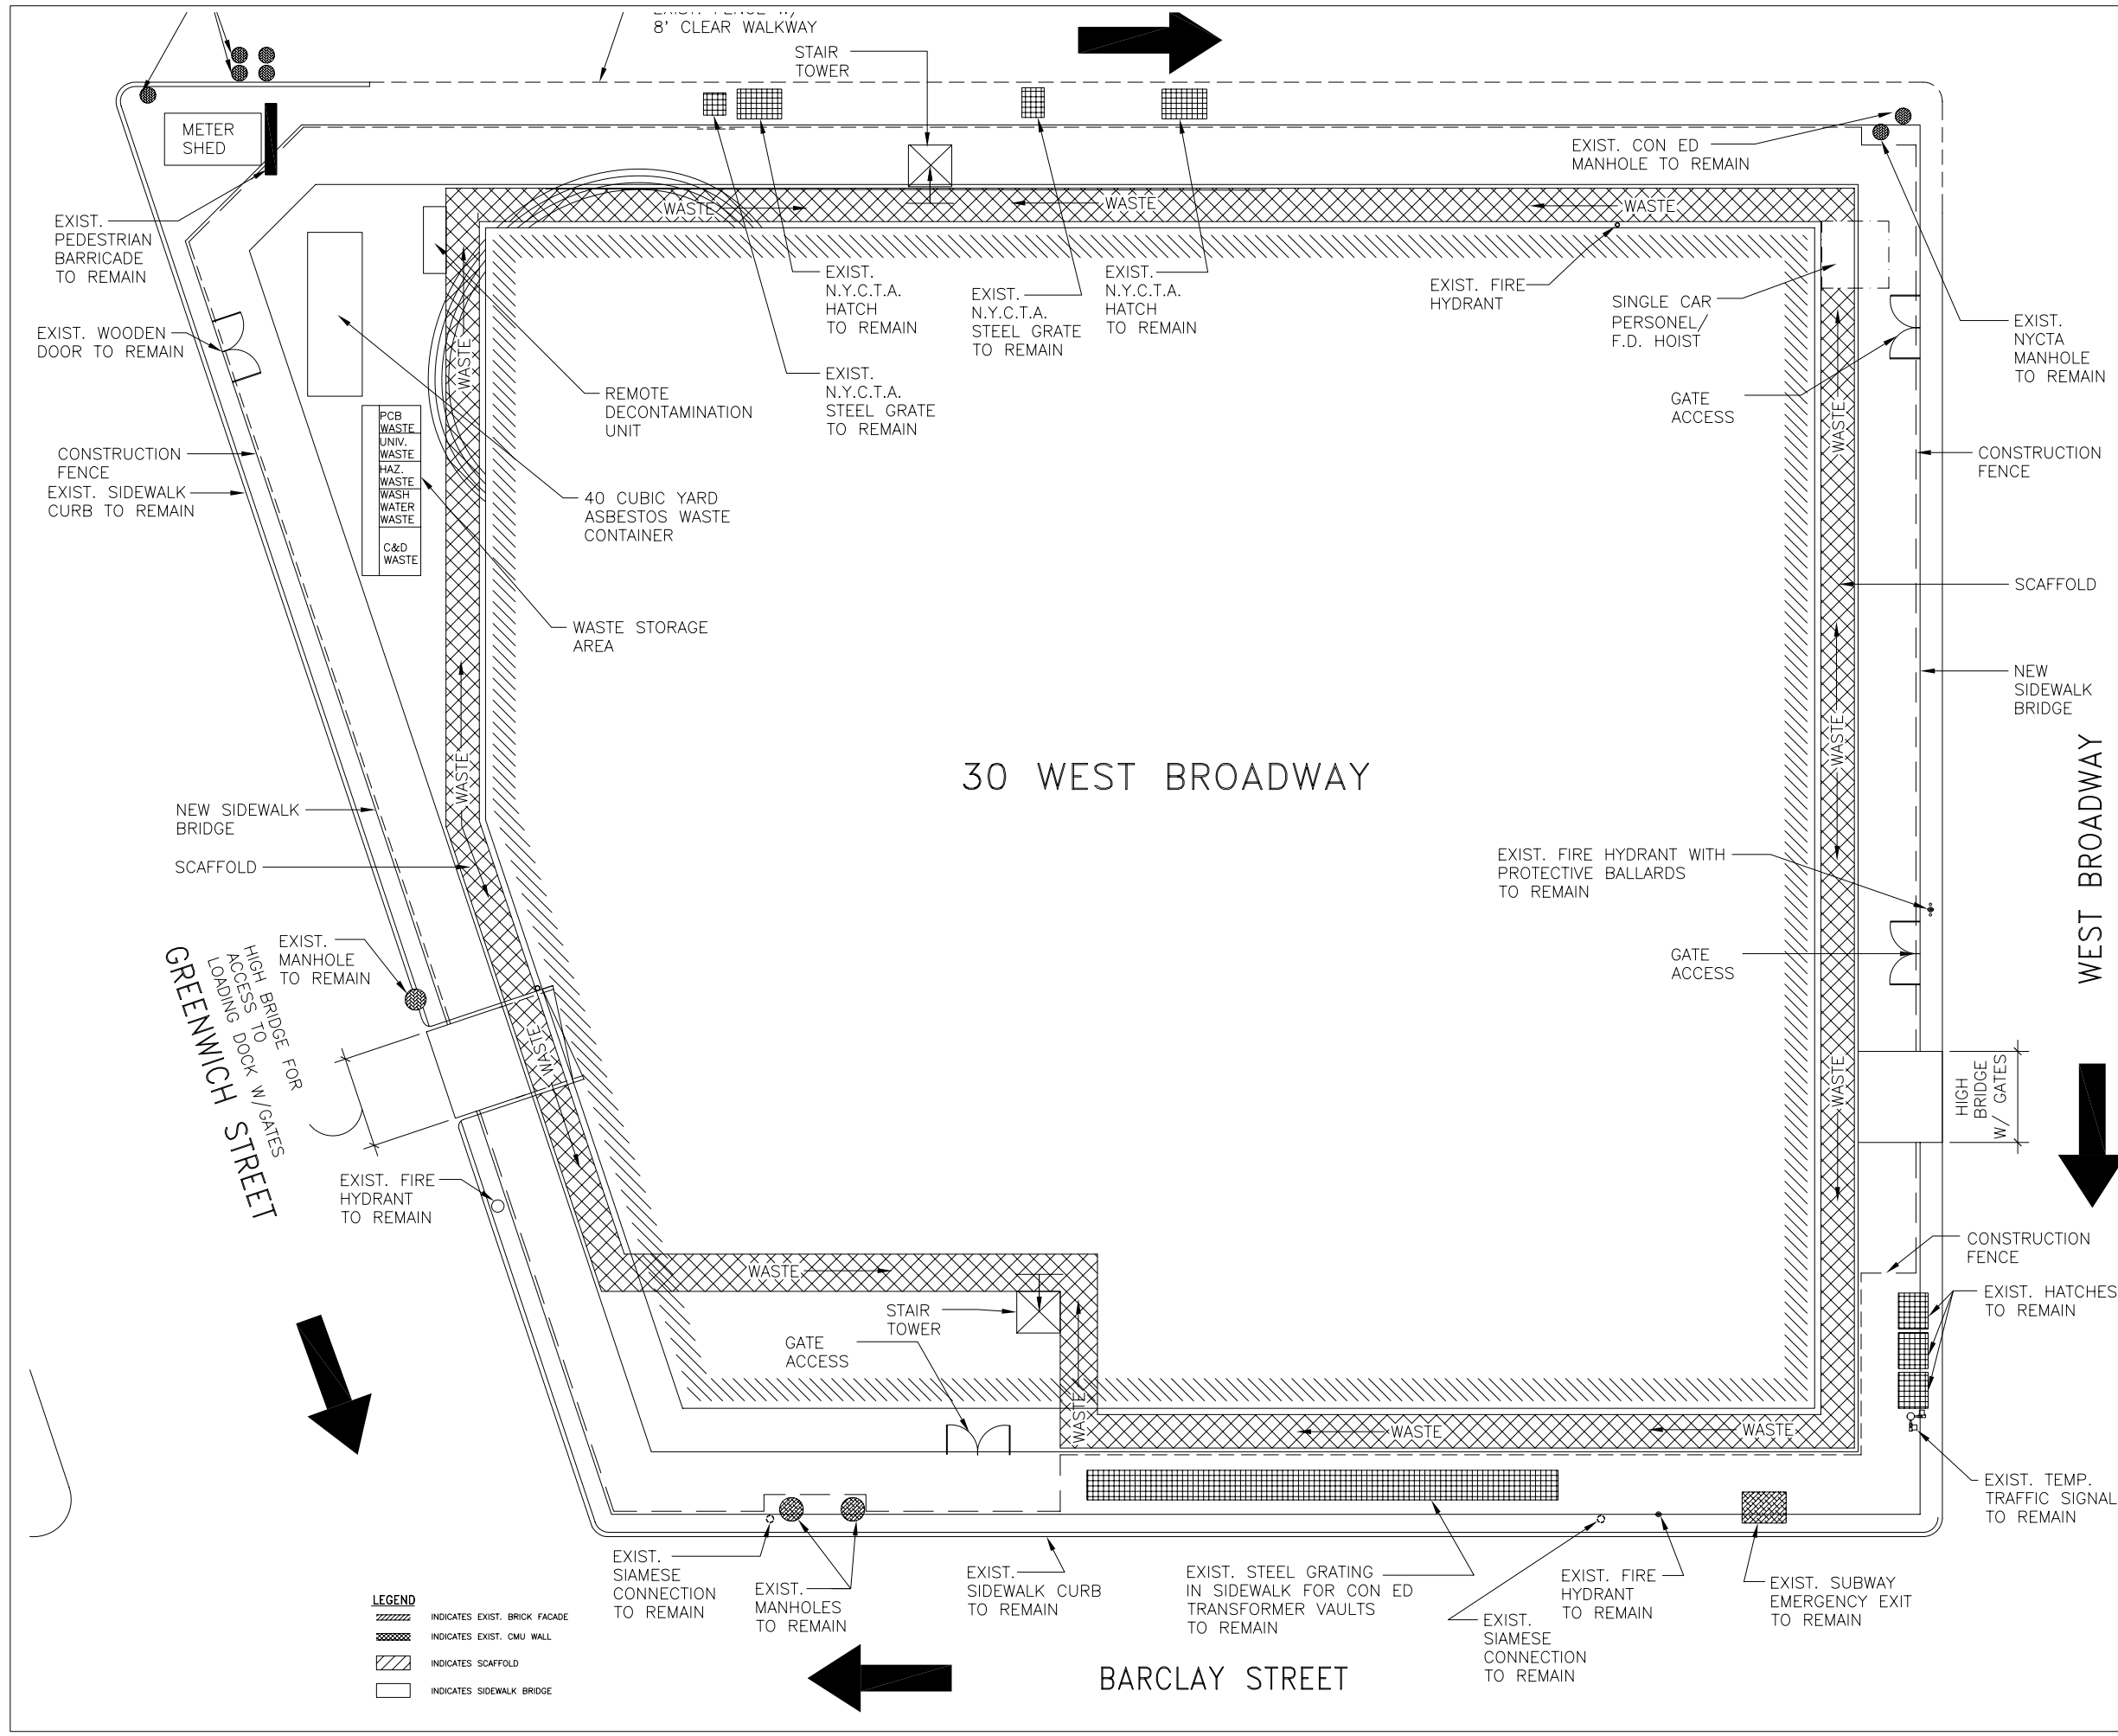 8' CLEAR WALKWAY
STAIR
TOWER
METER
SHED
EXIST. CON ED
MANHOLE TO REMAIN
WASTE
WASTE
WASTE
EXIST.
PEDESTRIAN
BARRICADE
TO REMAIN
EXIST. WOODEN
DOOR TO REMAIN
EXIST.
N.Y.C.T.A.
HATCH
TO REMAIN
EXIST.
N.Y.C.T.A.
STEEL GRATE
TO REMAIN
EXIST.
N.Y.C.T.A.
HATCH
TO REMAIN
EXIST. FIRE
HYDRANT
SINGLE CAR
PERSONEL/
F.D. HOIST
EXIST.
NYCTA
MANHOLE
TO REMAIN
WASTE
REMOTE
DECONTAMINATION
UNIT
EXIST.
N.Y.C.T.A.
STEEL GRATE
TO REMAIN
GATE
ACCESS
WASTE
PCB
WASTE
UNIV.
WASTE
HAZ.
WASTE
WASH
WATER
WASTE
C&D
WASTE
CONSTRUCTION
FENCE
EXIST. SIDEWALK
CURB TO REMAIN
40 CUBIC YARD
ASBESTOS WASTE
CONTAINER
CONSTRUCTION
FENCE
SCAFFOLD
WASTE STORAGE
AREA
NEW
SIDEWALK
BRIDGE
WASTE
30 WEST BROADWAY
WASTE
WEST BROADWAY
NEW SIDEWALK
BRIDGE
SCAFFOLD
EXIST. FIRE HYDRANT WITH
PROTECTIVE BALLARDS
TO REMAIN
EXIST.
MANHOLE
TO REMAIN
GATE
ACCESS
HIGH BRIDGE FOR
ACCESS TO
LOADING DOCK W/GATES
GREENWICH STREET
WASTE
WASTE
HIGH
BRIDGE
W/ GATES
EXIST. FIRE
HYDRANT
TO REMAIN
CONSTRUCTION
FENCE
WASTE
EXIST. HATCHES
TO REMAIN
STAIR
TOWER
GATE
ACCESS
WASTE
WASTE
WASTE
EXIST. TEMP.
TRAFFIC SIGNAL
TO REMAIN
EXIST.
SIAMESE
CONNECTION
TO REMAIN
EXIST.
MANHOLES
TO REMAIN
EXIST.
SIDEWALK CURB
TO REMAIN
EXIST. STEEL GRATING
IN SIDEWALK FOR CON ED
TRANSFORMER VAULTS
TO REMAIN
EXIST.
SIAMESE
CONNECTION
TO REMAIN
EXIST. FIRE
HYDRANT
TO REMAIN
EXIST. SUBWAY
EMERGENCY EXIT
TO REMAIN
LEGEND
INDICATES EXIST. BRICK FACADE
INDICATES EXIST. CMU WALL
INDICATES SCAFFOLD
INDICATES SIDEWALK BRIDGE
BARCLAY STREET